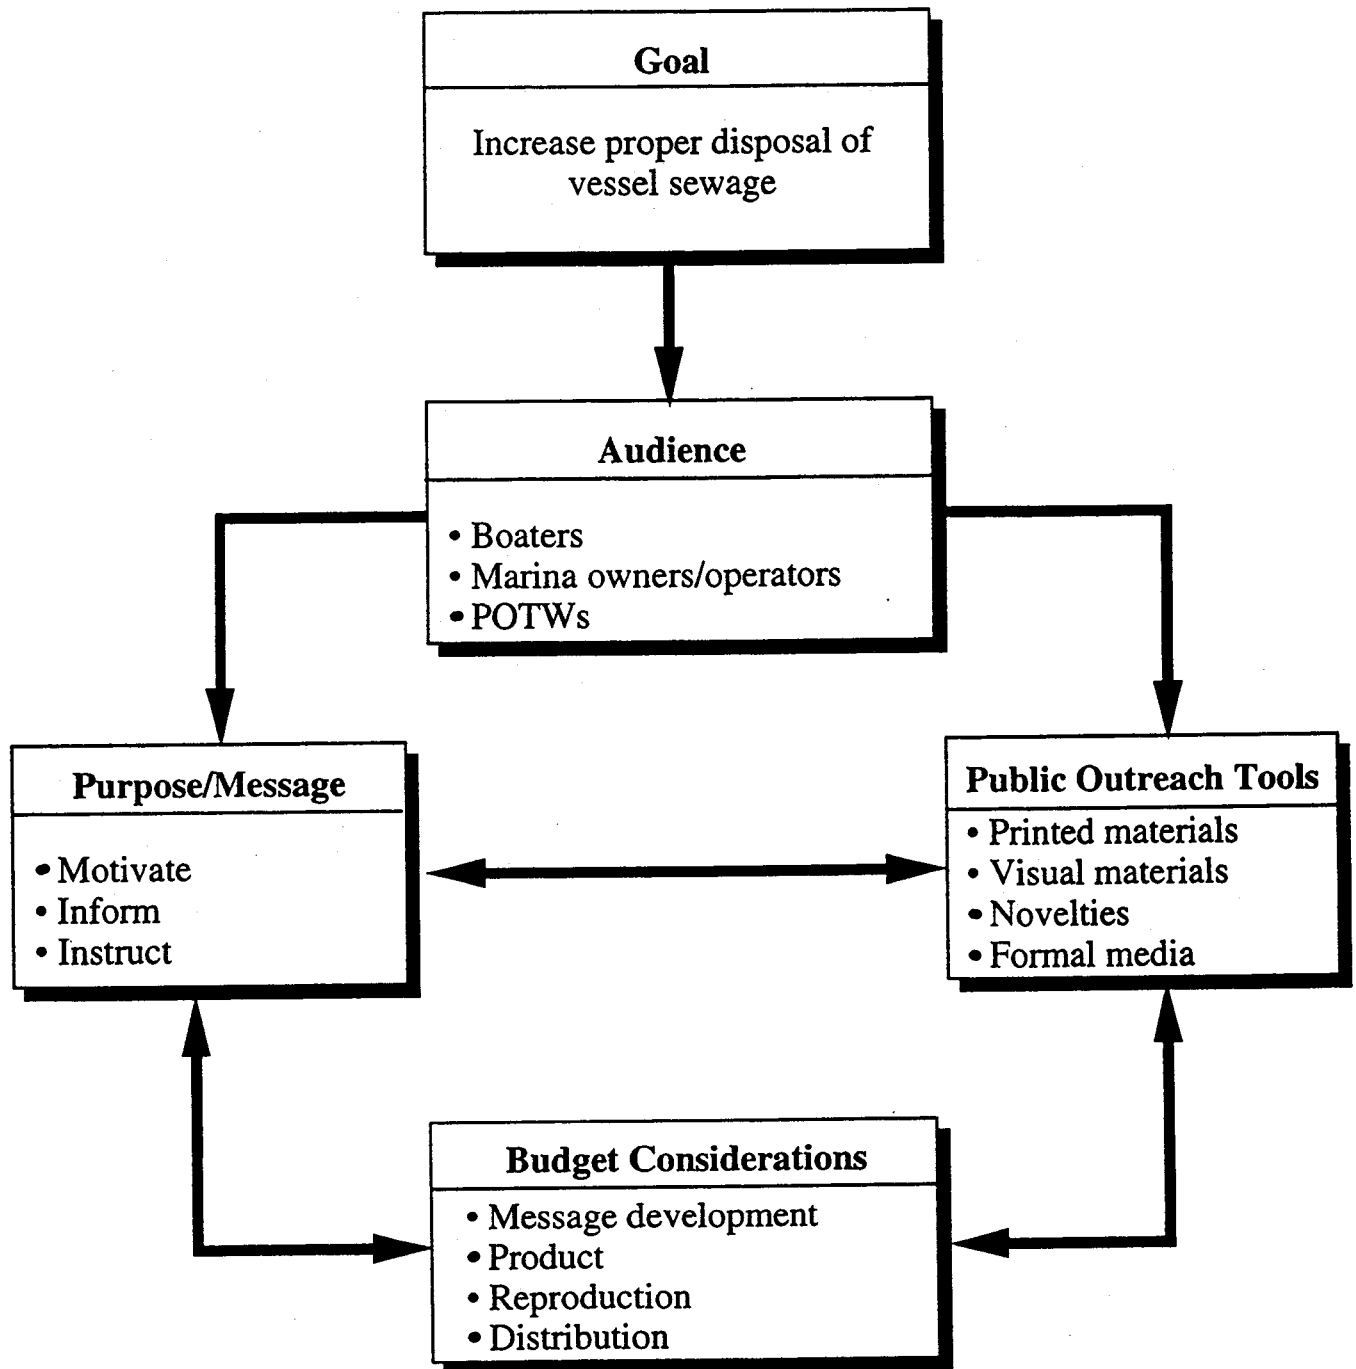 Goal
Increase proper disposal of
vessel sewage
Audience
• Boaters
• Marina owners/operators
• POTWs
Purpose/Message
• Motivate
• Inform
• Instruct
Public Outreach Tools
• Printed materials
• Visual materials
• Novelties
• Formal media
Budget Considerations
• Message development
• Product
• Reproduction
• Distribution